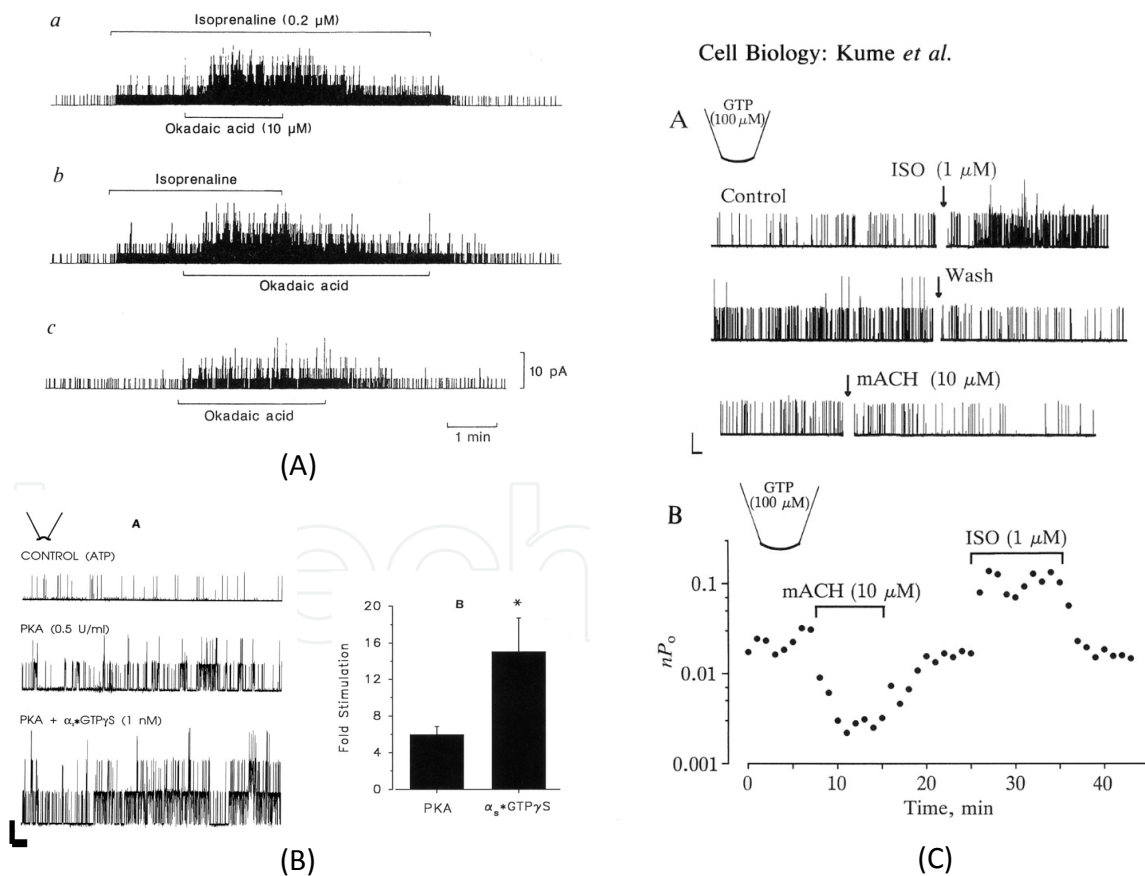 a
Isoprenaline (0.2 µM)
Okadaic acid (10 µM)
b
Isoprenaline
Okadaic acid
c
10 pA
Okadaic acid
1 min
(A)
A
CONTROL (ATP)
PKA (0.5 U/ml)
PKA + αs*GTPγS (1 nM)
B
Fold Stimulation
20
16
12
8
4
0
*
PKA
αs*GTPγS
(B)
Cell Biology: Kume et al.
A
GTP
(100 µM)
ISO (1 µM)
Control
Wash
mACH (10 µM)
B
GTP
(100 µM)
ISO (1 µM)
mACH (10 µM)
nPo
0.1
0.01
0.001
0
10
20
30
40
Time, min
(C)